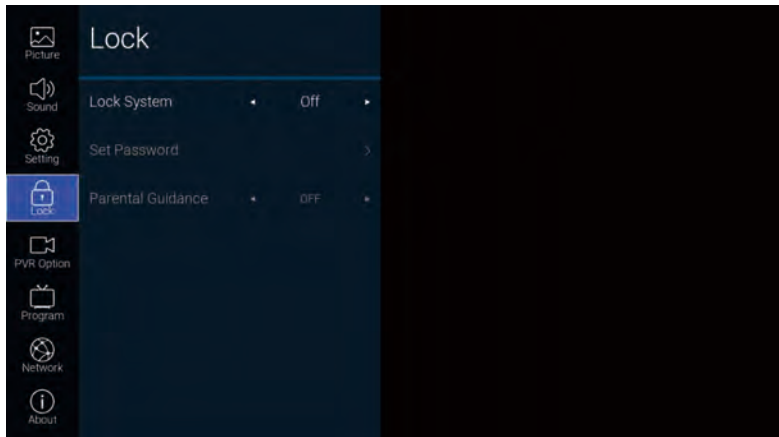 Picture
Sound
Setting
Lock
PVR Option
Program
Network
About
Lock
Lock System Off
Set Password
Parental Guidance OFF